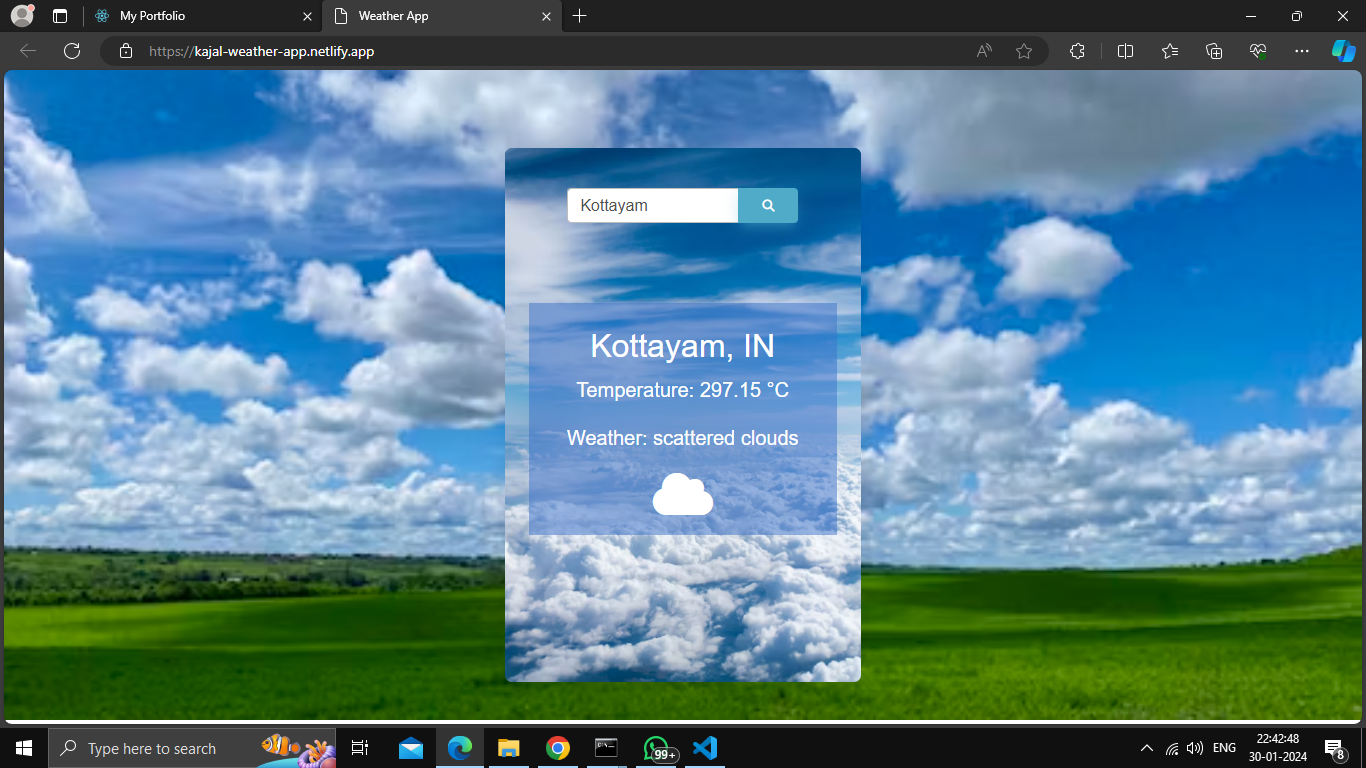 My Portfolio
Weather App
https://kajal-weather-app.netlify.app
Kottayam
Kottayam, IN
Temperature: 297.15 °C
Weather: scattered clouds
Type here to search
99+
ENG
22:42:48
30-01-2024
8